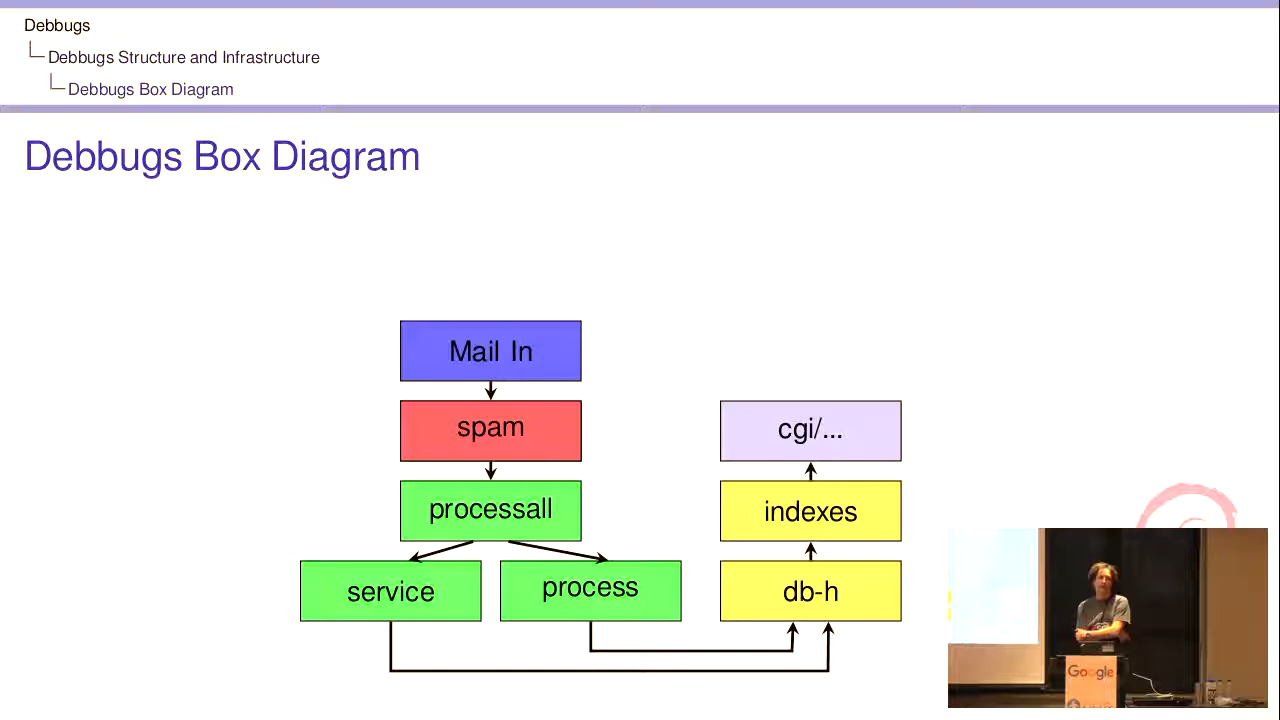 Debbugs
Debbugs Structure and Infrastructure
Debbugs Box Diagram
Debbugs Box Diagram
Mail In
spam
cgi/...
processall
indexes
service
process
db-h
Google